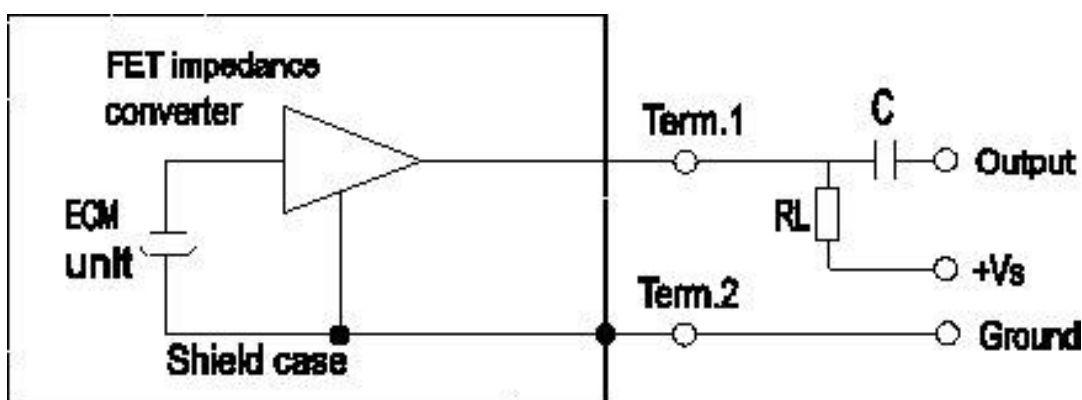 FET impedance
converter
Term.1
C
Output
ECM
unit
RL
+Vs
Term.2
Ground
Shield case